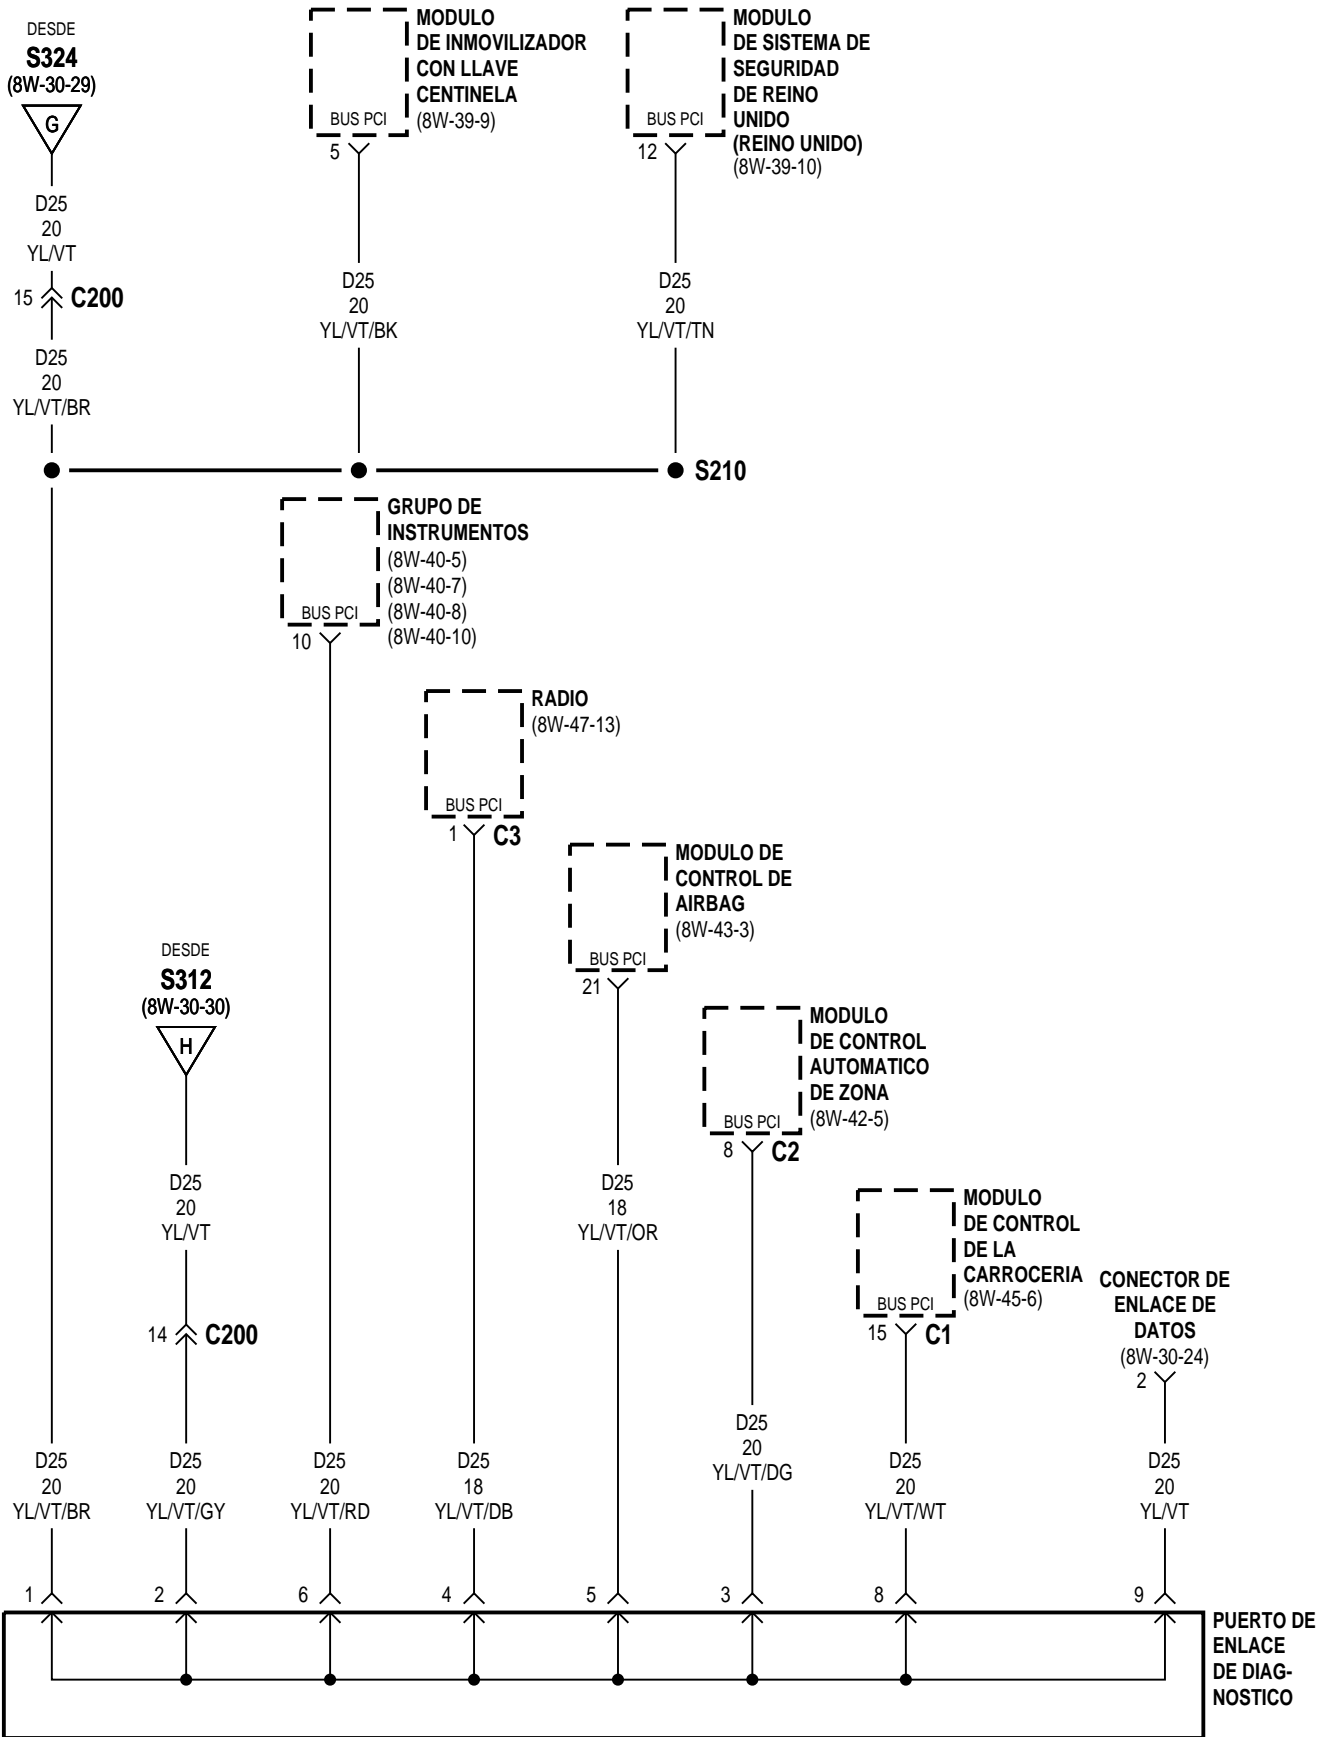 DESDE
S324
(8W-30-29)
G
D25
20
YL/VT
15
C200
D25
20
YL/VT/BR
MODULO
DE INMOVILIZADOR
CON LLAVE
CENTINELA
(8W-39-9)
BUS PCI
5
D25
20
YL/VT/BK
MODULO
DE SISTEMA DE
SEGURIDAD
DE REINO
UNIDO
(REINO UNIDO)
(8W-39-10)
BUS PCI
12
D25
20
YL/VT/TN
S210
GRUPO DE
INSTRUMENTOS
(8W-40-5)
(8W-40-7)
(8W-40-8)
(8W-40-10)
BUS PCI
10
RADIO
(8W-47-13)
BUS PCI
1
C3
MODULO DE
CONTROL DE
AIRBAG
(8W-43-3)
BUS PCI
21
DESDE
S312
(8W-30-30)
H
D25
20
YL/VT
14
C200
MODULO
DE CONTROL
AUTOMATICO
DE ZONA
(8W-42-5)
BUS PCI
8
C2
D25
18
YL/VT/OR
MODULO
DE CONTROL
DE LA
CARROCERIA
(8W-45-6)
BUS PCI
15
C1
CONECTOR DE
ENLACE DE
DATOS
(8W-30-24)
2
D25
20
YL/VT/DG
D25
20
YL/VT/BR
D25
20
YL/VT/GY
D25
20
YL/VT/RD
D25
18
YL/VT/DB
D25
20
YL/VT/WT
D25
20
YL/VT
1
2
6
4
5
3
8
9
PUERTO DE
ENLACE
DE DIAG-
NOSTICO